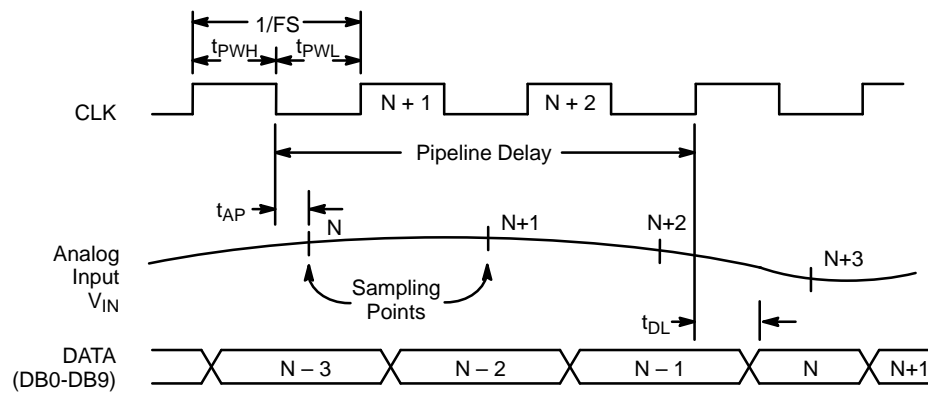 1/FS
tPWH tPWL
CLK
N + 1
N + 2
Pipeline Delay
tAP
N
N+1
N+2
N+3
Analog
Input
VIN
Sampling
Points
tDL
DATA
(DB0-DB9)
N – 3
N – 2
N – 1
N
N+1